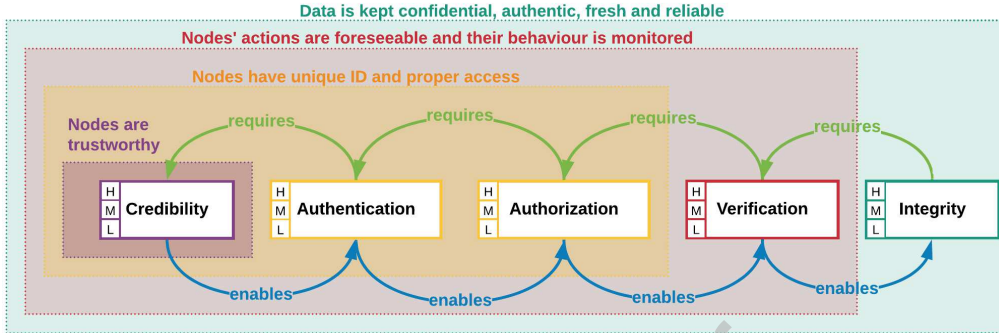 Data is kept confidential, authentic, fresh and reliable
Nodes' actions are foreseeable and their behaviour is monitored
Nodes have unique ID and proper access
Nodes are
trustworthy
requires
requires
requires
requires
H
M
L
Credibility
H
M
L
Authentication
H
M
L
Authorization
H
M
L
Verification
H
M
L
Integrity
enables
enables
enables
enables